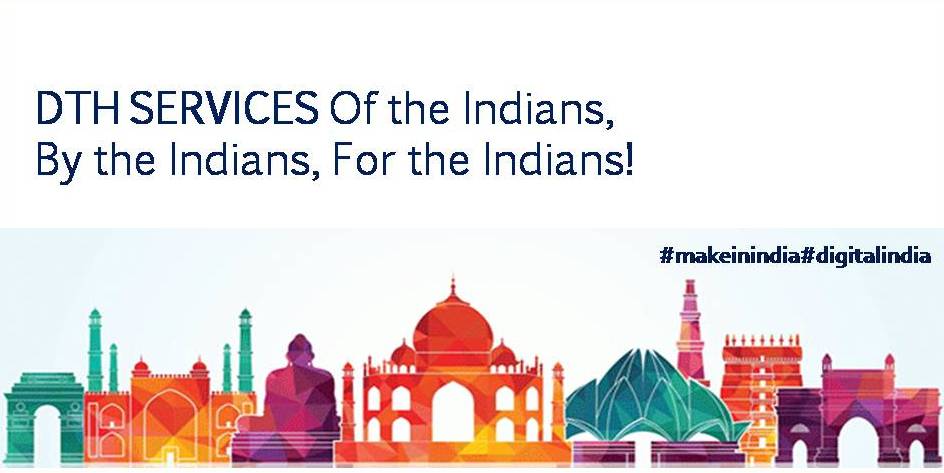 DTH SERVICES Of the Indians,
By the Indians, For the Indians!
#makeinindia#digitalindia